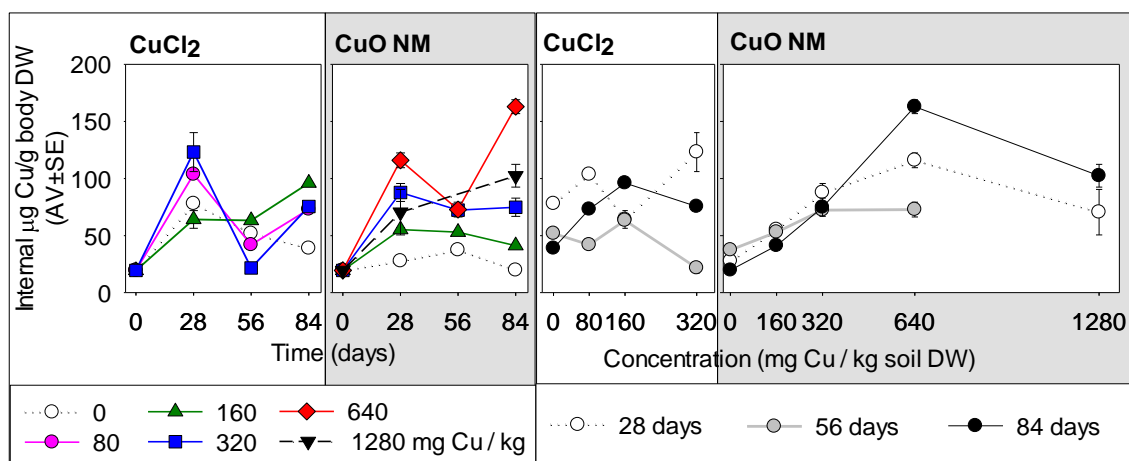 CuCl2
CuO NM
CuCl2
CuO NM
Internal µg Cu/g body DW
(AV±SE)
200
150
100
50
0
0 28 56 84
0 28 56 84
0 80 160 320
0 160 320 640 1280
Time (days)
Concentration (mg Cu / kg soil DW)
0 160 640
80 320 1280 mg Cu / kg
28 days 56 days 84 days